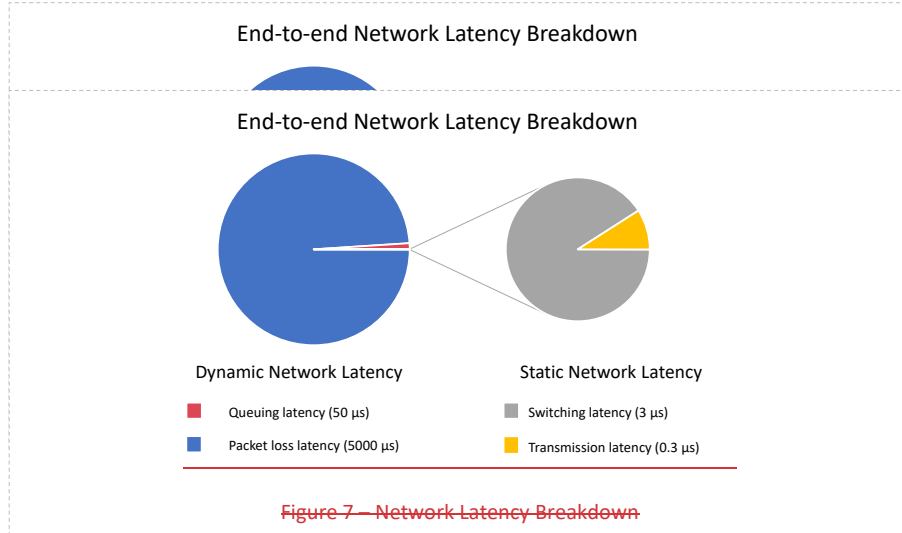 End-to-end Network Latency Breakdown
End-to-end Network Latency Breakdown
Dynamic Network Latency
Static Network Latency
Queuing latency (50 μs)
Switching latency (3 μs)
Packet loss latency (5000 μs)
Transmission latency (0.3 μs)
Figure 7 – Network Latency Breakdown